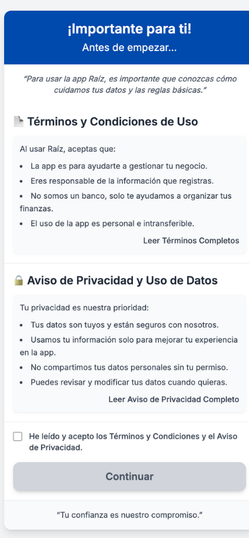 ¡Importante para ti!
Antes de empezar...
“Para usar la app Raíz, es importante que conozcas cómo
cuidamos tus datos y las reglas básicas.”
Términos y Condiciones de Uso
Al usar Raíz, aceptas que:
• La app es para ayudarte a gestionar tu negocio.
• Eres responsable de la información que registras.
• No somos un banco, solo te ayudamos a organizar tus
finanzas.
• El uso de la app es personal e intransferible.
Leer Términos Completos
Aviso de Privacidad y Uso de Datos
Tu privacidad es nuestra prioridad:
• Tus datos son tuyos y están seguros con nosotros.
• Usamos tu información solo para mejorar tu experiencia
en la app.
• No compartimos tus datos personales sin tu permiso.
• Puedes revisar y modificar tus datos cuando quieras.
Leer Aviso de Privacidad Completo
He leído y acepto los Términos y Condiciones y el Aviso
de Privacidad.
Continuar
“Tu confianza es nuestro compromiso.”